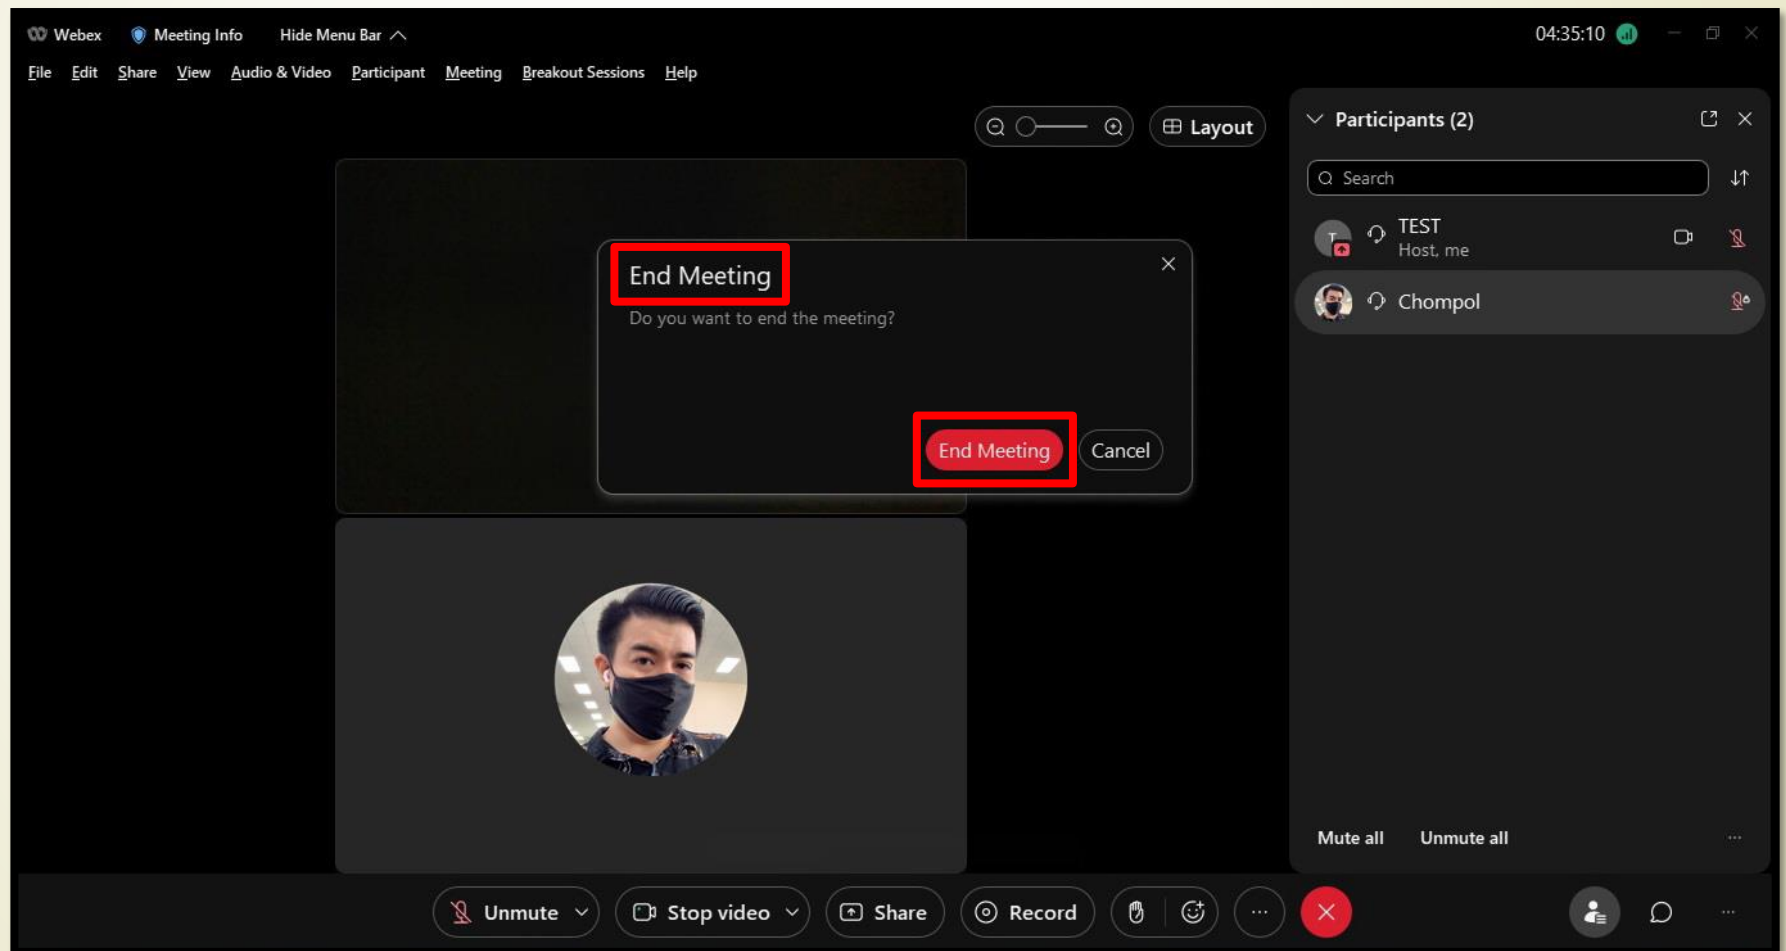 Webex Meeting Info Hide Menu Bar 04:35:10
File Edit Share View Audio & Video Participant Meeting Breakout Sessions Help
Layout
Participants (2)
Search
T TEST
Host, me
Chompol
End Meeting
Do you want to end the meeting?
End Meeting Cancel
Mute all Unmute all
Unmute Stop video Share Record